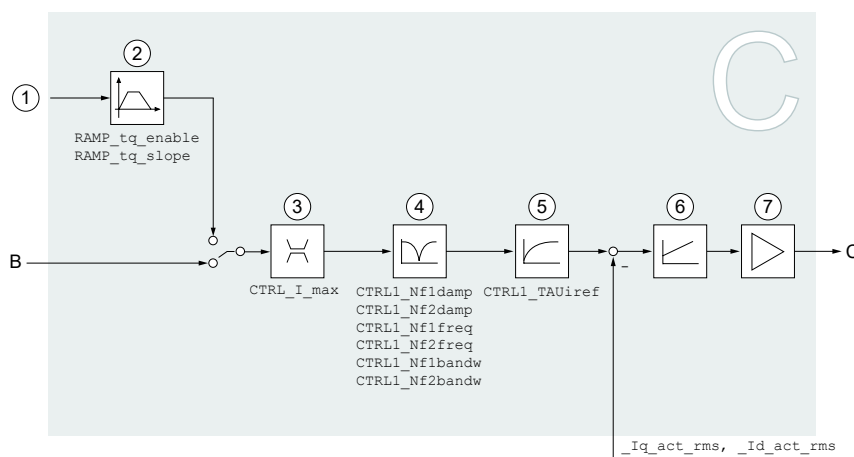 C
2
1
RAMP_tq_enable
RAMP_tq_slope
3
4
5
6
7
B
C
CTRL_I_max
CTRL1_Nf1damp
CTRL1_Nf2damp
CTRL1_Nf1freq
CTRL1_Nf2freq
CTRL1_Nf1bandw
CTRL1_Nf2bandw
CTRL1_TAUiref
-
_Iq_act_rms, _Id_act_rms